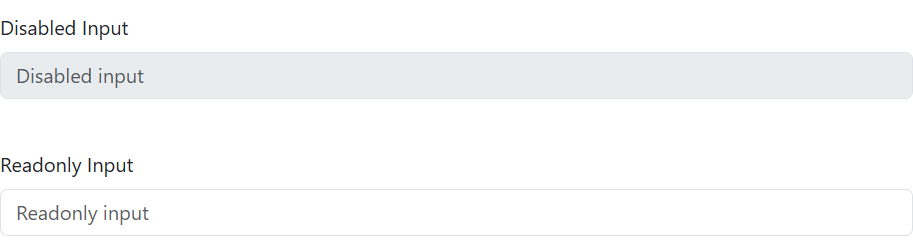 Disabled Input
Disabled input
Readonly Input
Readonly input